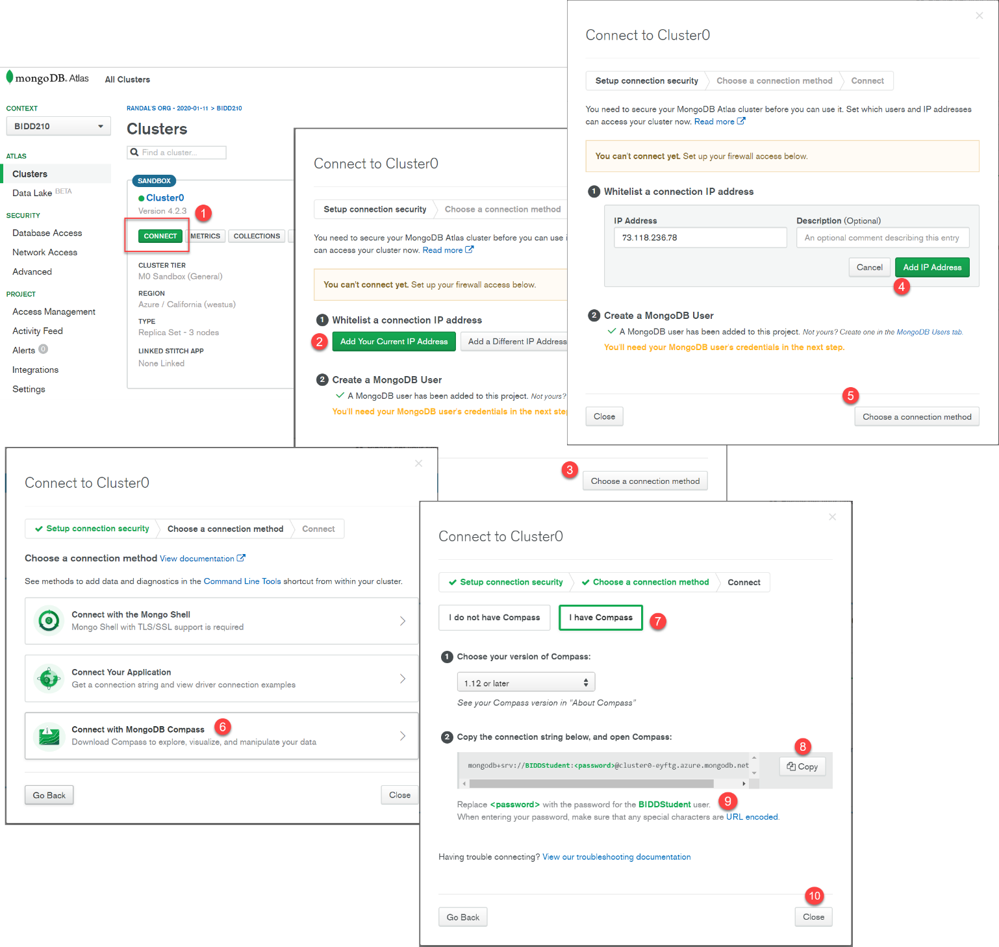 mongoDB. Atlas
All Clusters
CONTEXT
BIDD210
ATLAS
Clusters
Data Lake BETA
SECURITY
Database Access
Network Access
Advanced
PROJECT
Access Management
Activity Feed
Alerts 0
Integrations
Settings
RANDAL'S ORG - 2020-01-11 > BIDD210
Clusters
Find a cluster...
SANDBOX
Cluster0
Version 4.2.3
1
CONNECT METRICS COLLECTIONS
CLUSTER TIER
M0 Sandbox (General)
REGION
Azure / California (westus)
TYPE
Replica Set - 3 nodes
LINKED STITCH APP
None Linked
Connect to Cluster0
Setup connection security Choose a connection method
You need to secure your MongoDB Atlas cluster before you can use i
can access your cluster now. Read more
You can't connect yet. Set up your firewall access below.
1 Whitelist a connection IP address
2 Add Your Current IP Address Add a Different IP Address
2 Create a MongoDB User
A MongoDB user has been added to this project. Not yours?
You'll need your MongoDB user's credentials in the next step
3
Choose a connection method
Connect to Cluster0
Setup connection security Choose a connection method Connect
You need to secure your MongoDB Atlas cluster before you can use it. Set which users and IP addresses
can access your cluster now. Read more
You can't connect yet. Set up your firewall access below.
1 Whitelist a connection IP address
IP Address Description (Optional)
73.118.236.78 An optional comment describing this entry
Cancel Add IP Address
4
2 Create a MongoDB User
A MongoDB user has been added to this project. Not yours? Create one in the MongoDB Users tab.
You'll need your MongoDB user's credentials in the next step.
5
Close Choose a connection method
Connect to Cluster0
Setup connection security Choose a connection method Connect
Choose a connection method View documentation
See methods to add data and diagnostics in the Command Line Tools shortcut from within your cluster.
Connect with the Mongo Shell
Mongo Shell with TLS/SSL support is required
Connect Your Application
Get a connection string and view driver connection examples
Connect with MongoDB Compass 6
Download Compass to explore, visualize, and manipulate your data
Go Back Close
Connect to Cluster0
Setup connection security Choose a connection method Connect
I do not have Compass I have Compass 7
1 Choose your version of Compass:
1.12 or later
See your Compass version in "About Compass"
2 Copy the connection string below, and open Compass:
8
mongodb+srv://BIDDStudent:<password>@cluster0-eyftg.azure.mongodb.net
Copy
Replace <password> with the password for the BIDDStudent user. 9
When entering your password, make sure that any special characters are URL encoded.
Having trouble connecting? View our troubleshooting documentation
10
Go Back Close